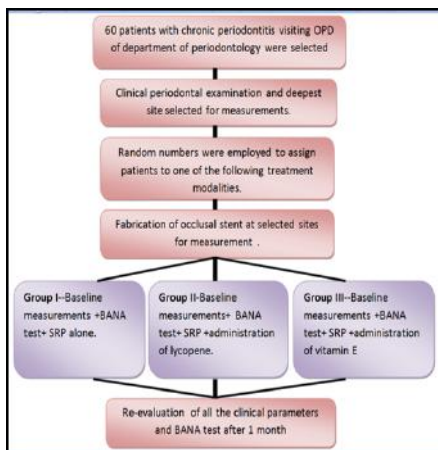 60 patients with chronic periodontitis visiting OPD
of department of periodontology were selected
Clinical periodontal examination and deepest
site selected for measurements.
Random numbers were employed to assign
patients to one of the following treatment
modalities.
Fabrication of occlusal stent at selected sites
for measurement .
Group I--Baseline
measurements +BANA
test+ SRP alone.
Group II-Baseline
measurements+ BANA
test+ SRP +administration
of lycopene.
Group III--Baseline
measurements +BANA
test+ SRP +administration
of vitamin E
Re-evaluation of all the clinical parameters
and BANA test after 1 month